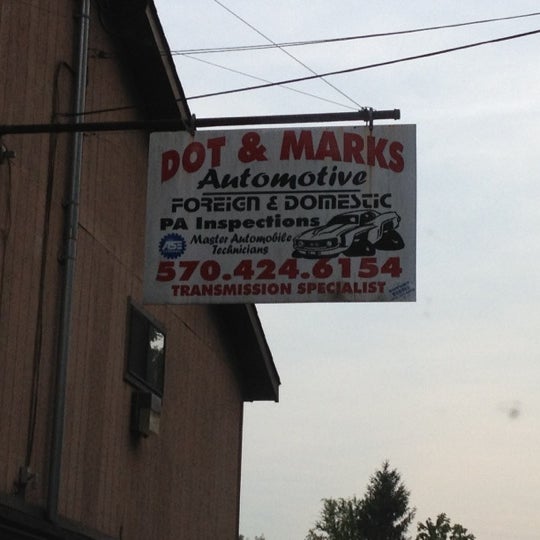 DOT & MARKS
Automotive
FOREIGN & DOMESTIC
PA Inspections
ASE
Master Automobile
Technicians
570.424.6154
TRANSMISSION SPECIALIST